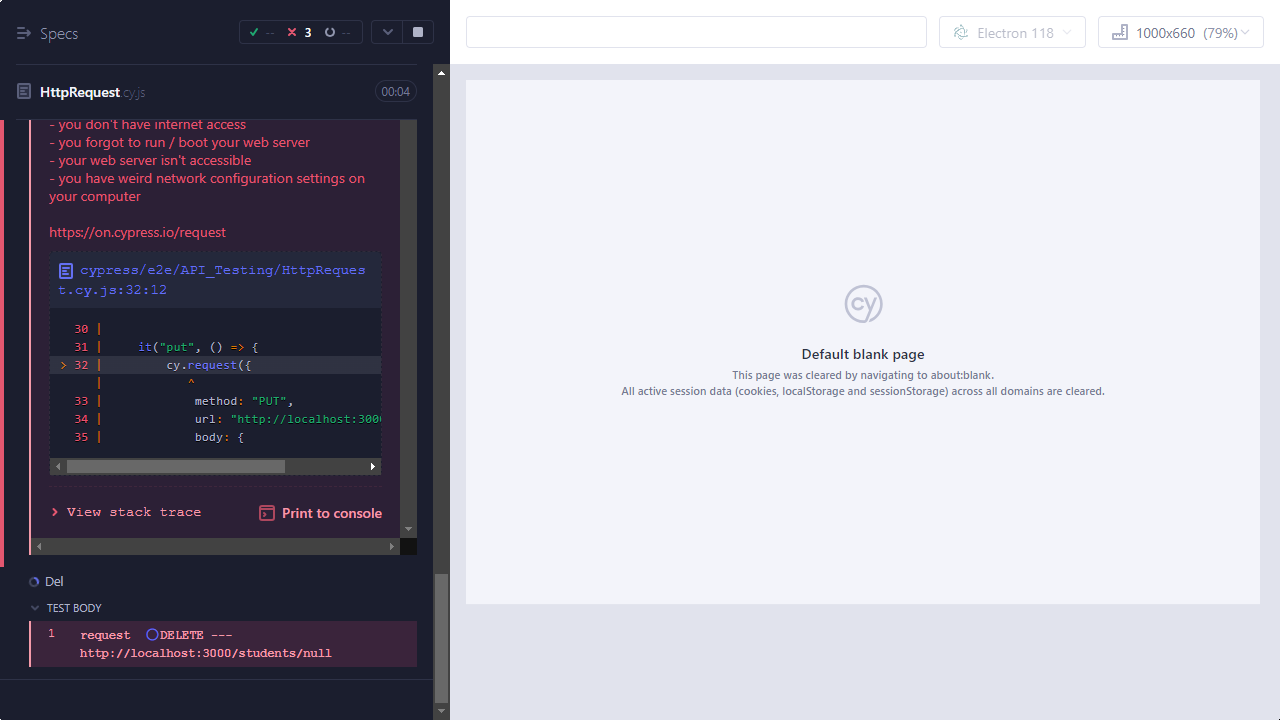 Specs
-- 3 --
Electron 118
1000x660 (79%)
HttpRequest cy.js
00:04
- you don't have internet access
- you forgot to run / boot your web server
- your web server isn't accessible
- you have weird network configuration settings on
your computer
https://on.cypress.io/request
cypress/e2e/API_Testing/HttpReques
t.cy.js:32:12
30 |
31 | it("put", () => {
> 32 | cy.request({
| ^
33 | method: "PUT",
34 | url: "http://localhost:300
35 | body: {
> View stack trace
Print to console
Del
TEST BODY
1 request DELETE ---
http://localhost:3000/students/null
cy
Default blank page
This page was cleared by navigating to about:blank.
All active session data (cookies, localStorage and sessionStorage) across all domains are cleared.